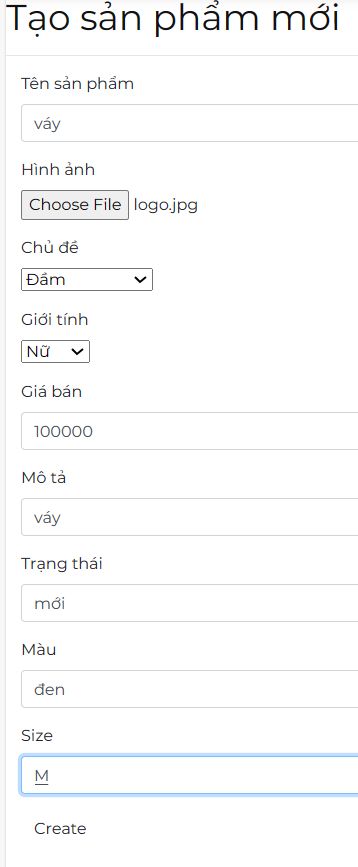 Tạo sản phẩm mới
Tên sản phẩm
váy
Hình ảnh
Choose File logo.jpg
Chủ đề
Đầm
Giới tính
Nữ
Giá bán
100000
Mô tả
váy
Trạng thái
mới
Màu
đen
Size
M
Create